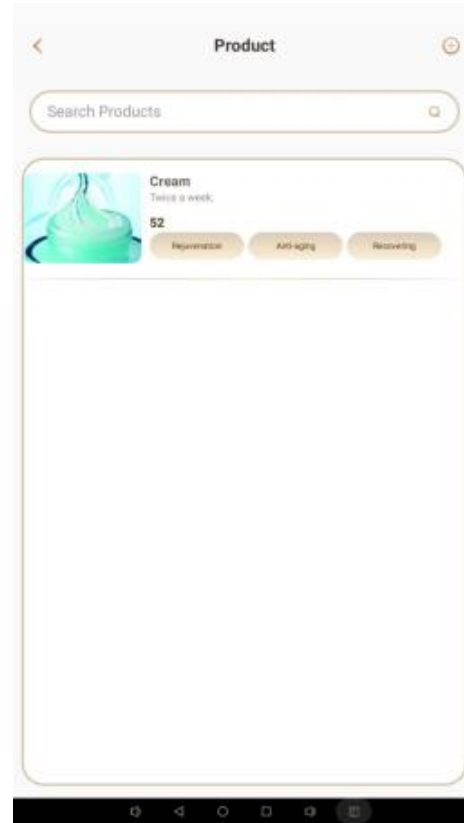 Product
Search Products
Cream
Twice a week.
52
Rejuvenation Anti-aging Recovering